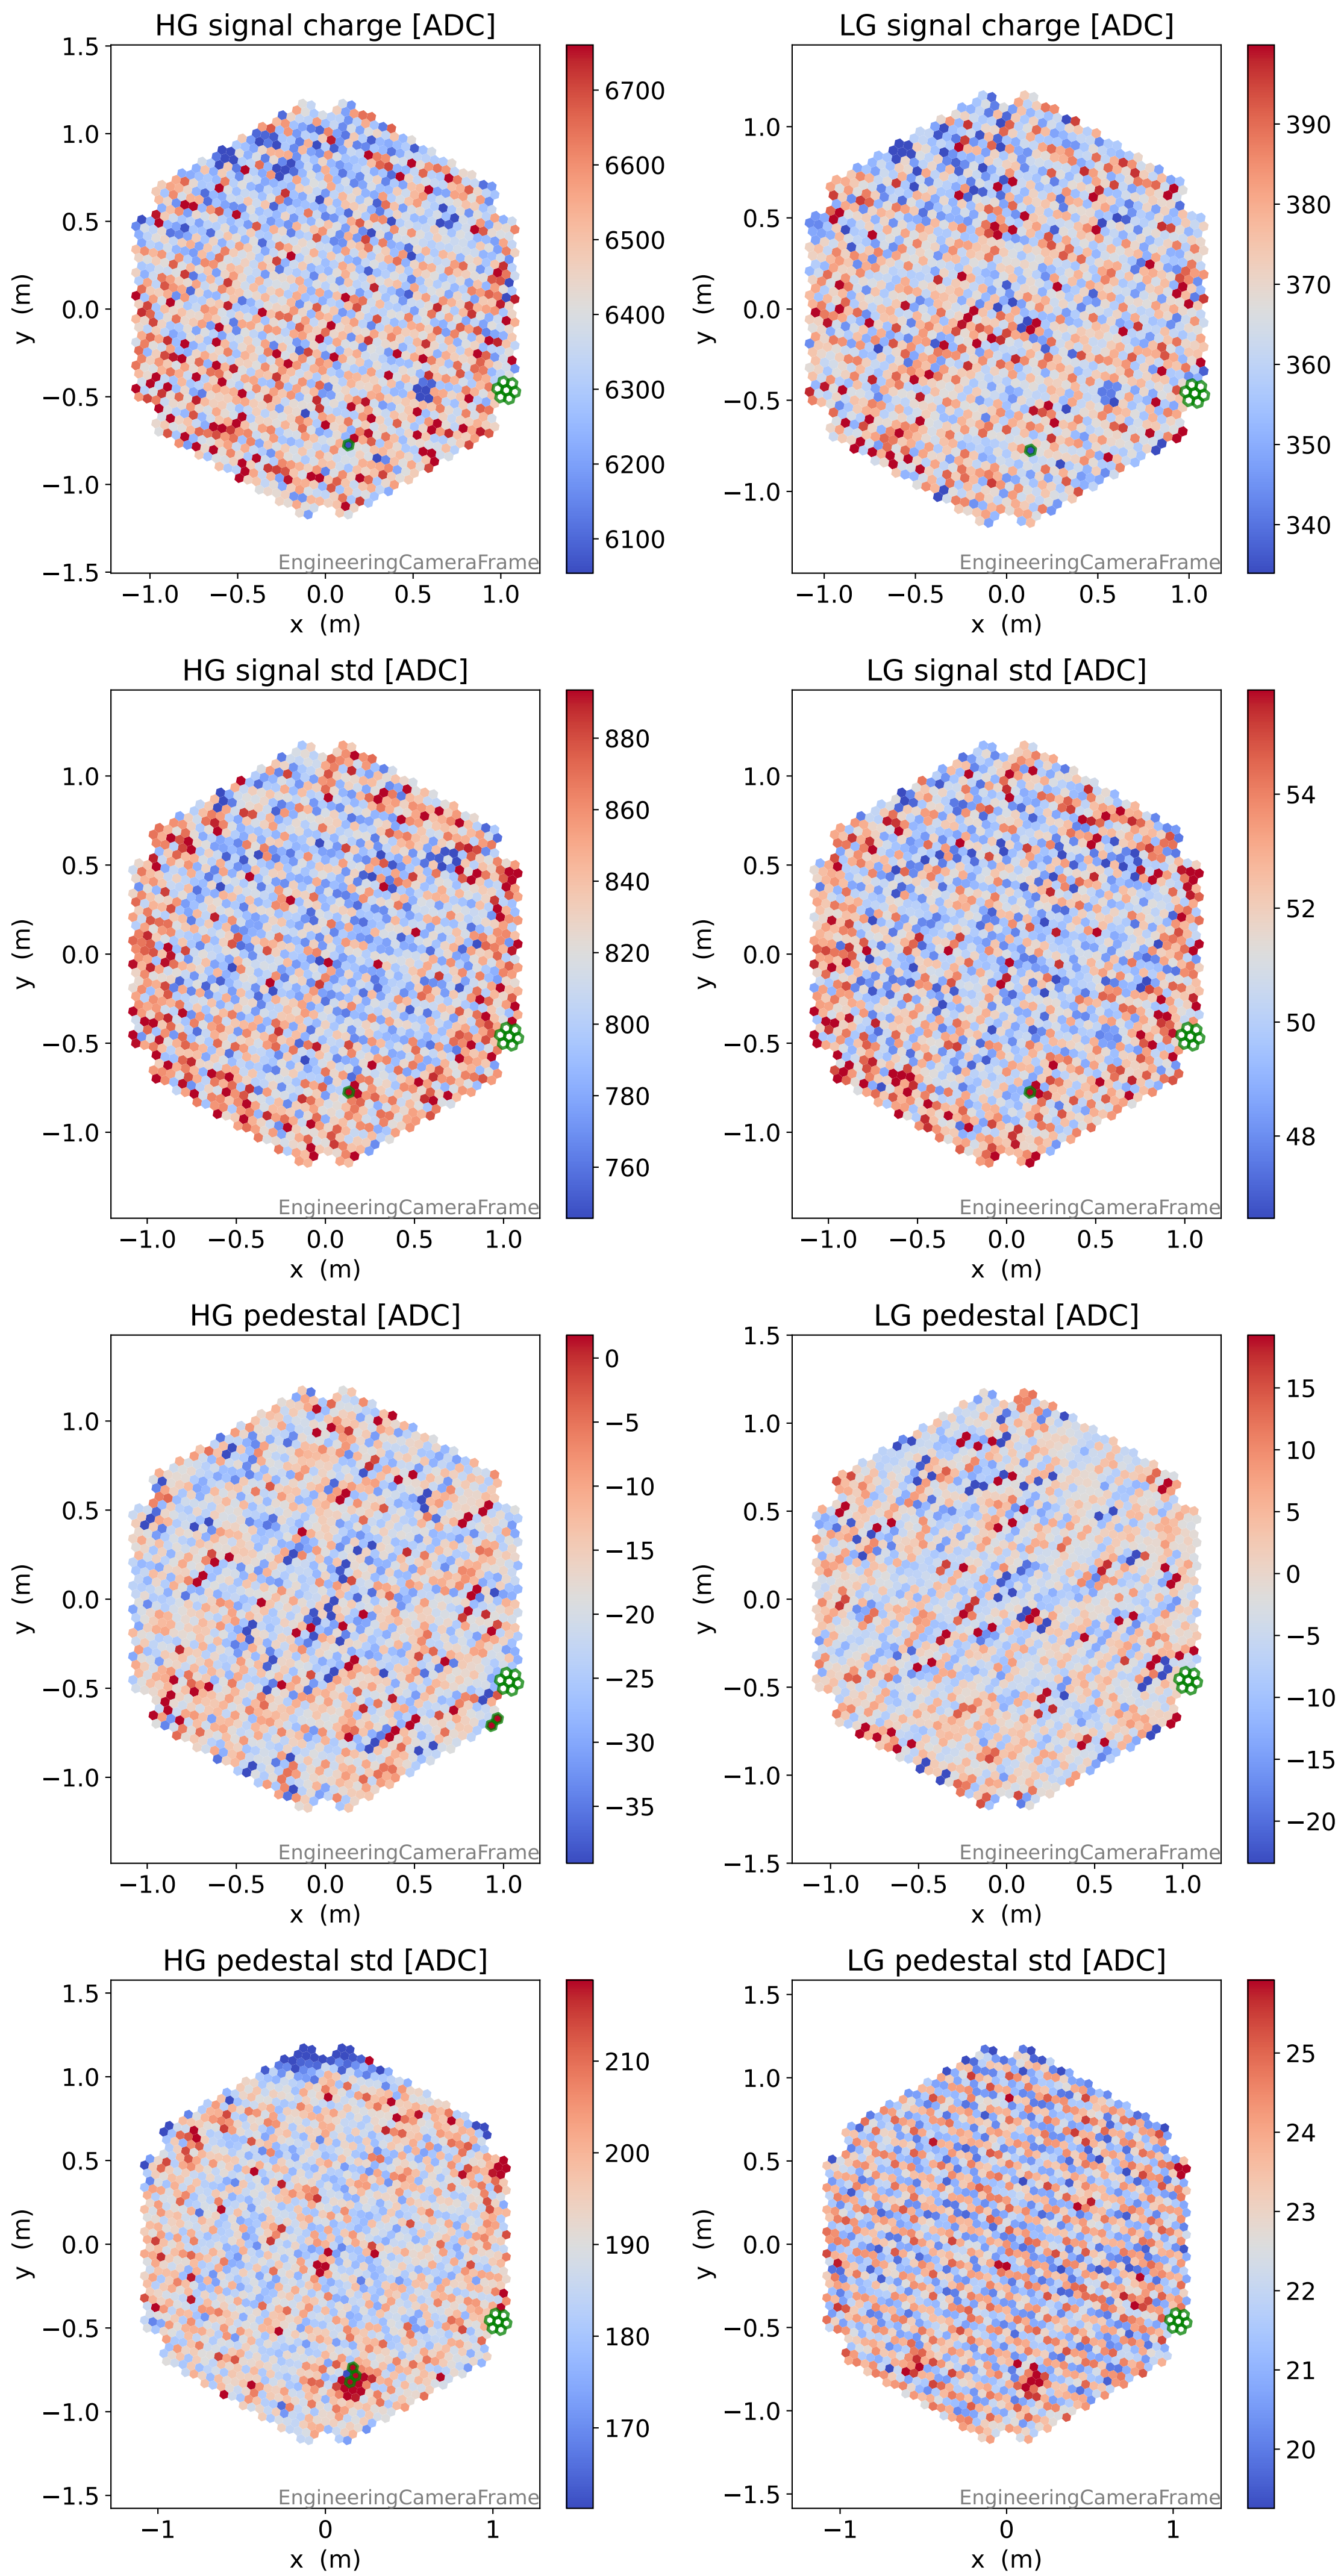 HG signal charge [ADC]
1.5
1.0
0.5
0.0
−0.5
−1.0
−1.5
y (m)
−1.0 −0.5 0.0 0.5 1.0
x (m)
EngineeringCameraFrame
6700
6600
6500
6400
6300
6200
6100
LG signal charge [ADC]
1.0
0.5
0.0
−0.5
−1.0
y (m)
−1.0 −0.5 0.0 0.5 1.0
x (m)
EngineeringCameraFrame
390
380
370
360
350
340
HG signal std [ADC]
1.0
0.5
0.0
−0.5
−1.0
y (m)
−1.0 −0.5 0.0 0.5 1.0
x (m)
EngineeringCameraFrame
880
860
840
820
800
780
760
LG signal std [ADC]
1.0
0.5
0.0
−0.5
−1.0
y (m)
−1.0 −0.5 0.0 0.5 1.0
x (m)
EngineeringCameraFrame
54
52
50
48
HG pedestal [ADC]
1.0
0.5
0.0
−0.5
−1.0
y (m)
−1.0 −0.5 0.0 0.5 1.0
x (m)
EngineeringCameraFrame
0
−5
−10
−15
−20
−25
−30
−35
LG pedestal [ADC]
1.5
1.0
0.5
0.0
−0.5
−1.0
−1.5
y (m)
−1.0 −0.5 0.0 0.5 1.0
x (m)
EngineeringCameraFrame
15
10
5
0
−5
−10
−15
−20
HG pedestal std [ADC]
1.5
1.0
0.5
0.0
−0.5
−1.0
−1.5
y (m)
−1 0 1
x (m)
EngineeringCameraFrame
210
200
190
180
170
LG pedestal std [ADC]
1.5
1.0
0.5
0.0
−0.5
−1.0
−1.5
y (m)
−1 0 1
x (m)
EngineeringCameraFrame
25
24
23
22
21
20